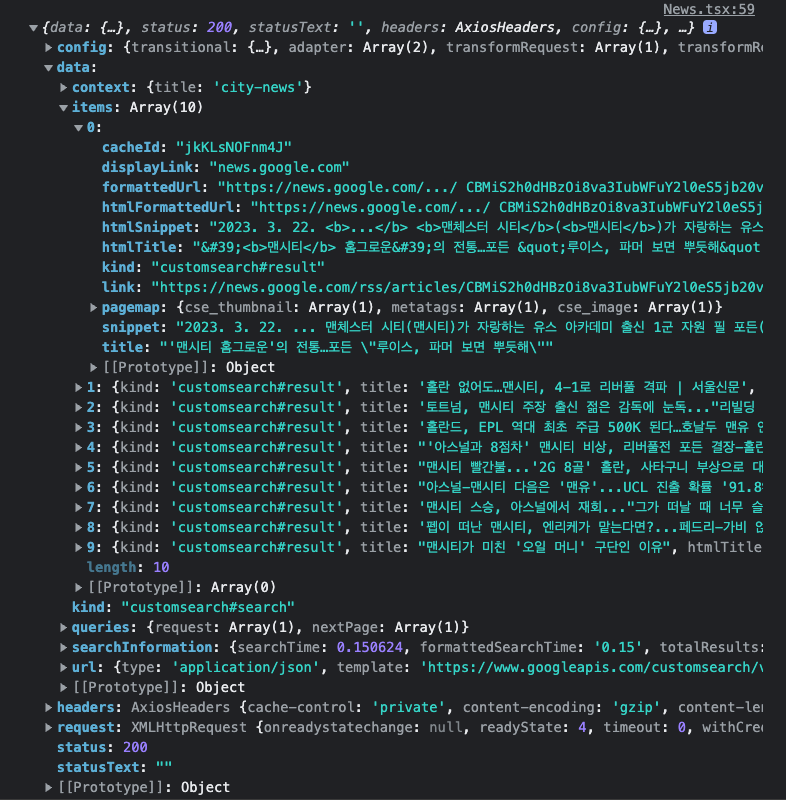 News.tsx:59
{data: {…}, status: 200, statusText: '', headers: AxiosHeaders, config: {…}, …} i
config: {transitional: {…}, adapter: Array(2), transformRequest: Array(1), transformRe
data:
context: {title: 'city-news'}
items: Array(10)
0:
cacheId: "jkKLsNOFnm4J"
displayLink: "news.google.com"
formattedUrl: "https://news.google.com/.../ CBMiS2h0dHBzOi8va3IubWFuY2l0eS5jb20v
htmlFormattedUrl: "https://news.google.com/.../ CBMiS2h0dHBzOi8va3IubWFuY2l0eS5j
htmlSnippet: "2023. 3. 22. <b>...</b> <b>맨체스터 시티</b>(<b>맨시티</b>)가 자랑하는 유스
htmlTitle: "&#39;<b>맨시티</b> 홈그로운&#39;의 전통…포든 &quot;루이스, 파머 보면 뿌듯해&quot
kind: "customsearch#result"
link: "https://news.google.com/rss/articles/CBMiS2h0dHBzOi8va3IubWFuY2l0eS5jb20v
pagemap: {cse_thumbnail: Array(1), metatags: Array(1), cse_image: Array(1)}
snippet: "2023. 3. 22. ... 맨체스터 시티(맨시티)가 자랑하는 유스 아카데미 출신 1군 자원 필 포든(
title: "'맨시티 홈그로운'의 전통…포든 \"루이스, 파머 보면 뿌듯해\""
[[Prototype]]: Object
1: {kind: 'customsearch#result', title: '홀란 없어도…맨시티, 4-1로 리버풀 격파 | 서울신문',
2: {kind: 'customsearch#result', title: '토트넘, 맨시티 주장 출신 젊은 감독에 눈독..."리빌딩
3: {kind: 'customsearch#result', title: '홀란드, EPL 역대 최초 주급 500K 된다…호날두 맨유
4: {kind: 'customsearch#result', title: "'아스널과 8점차' 맨시티 비상, 리버풀전 포든 결장-홀란
5: {kind: 'customsearch#result', title: "맨시티 빨간불...'2G 8골' 홀란, 사타구니 부상으로 대
6: {kind: 'customsearch#result', title: "아스널-맨시티 다음은 '맨유'...UCL 진출 확률 '91.8
7: {kind: 'customsearch#result', title: '맨시티 스승, 아스널에서 재회..."그가 떠날 때 너무 슬
8: {kind: 'customsearch#result', title: '펩이 떠난 맨시티, 엔리케가 맡는다면?...페드리-가비
9: {kind: 'customsearch#result', title: "맨시티가 미친 '오일 머니' 구단인 이유", htmlTitle
length: 10
[[Prototype]]: Array(0)
kind: "customsearch#search"
queries: {request: Array(1), nextPage: Array(1)}
searchInformation: {searchTime: 0.150624, formattedSearchTime: '0.15', totalResults:
url: {type: 'application/json', template: 'https://www.googleapis.com/customsearch/v
[[Prototype]]: Object
headers: AxiosHeaders {cache-control: 'private', content-encoding: 'gzip', content-len
request: XMLHttpRequest {onreadystatechange: null, readyState: 4, timeout: 0, withCre
status: 200
statusText: ""
[[Prototype]]: Object